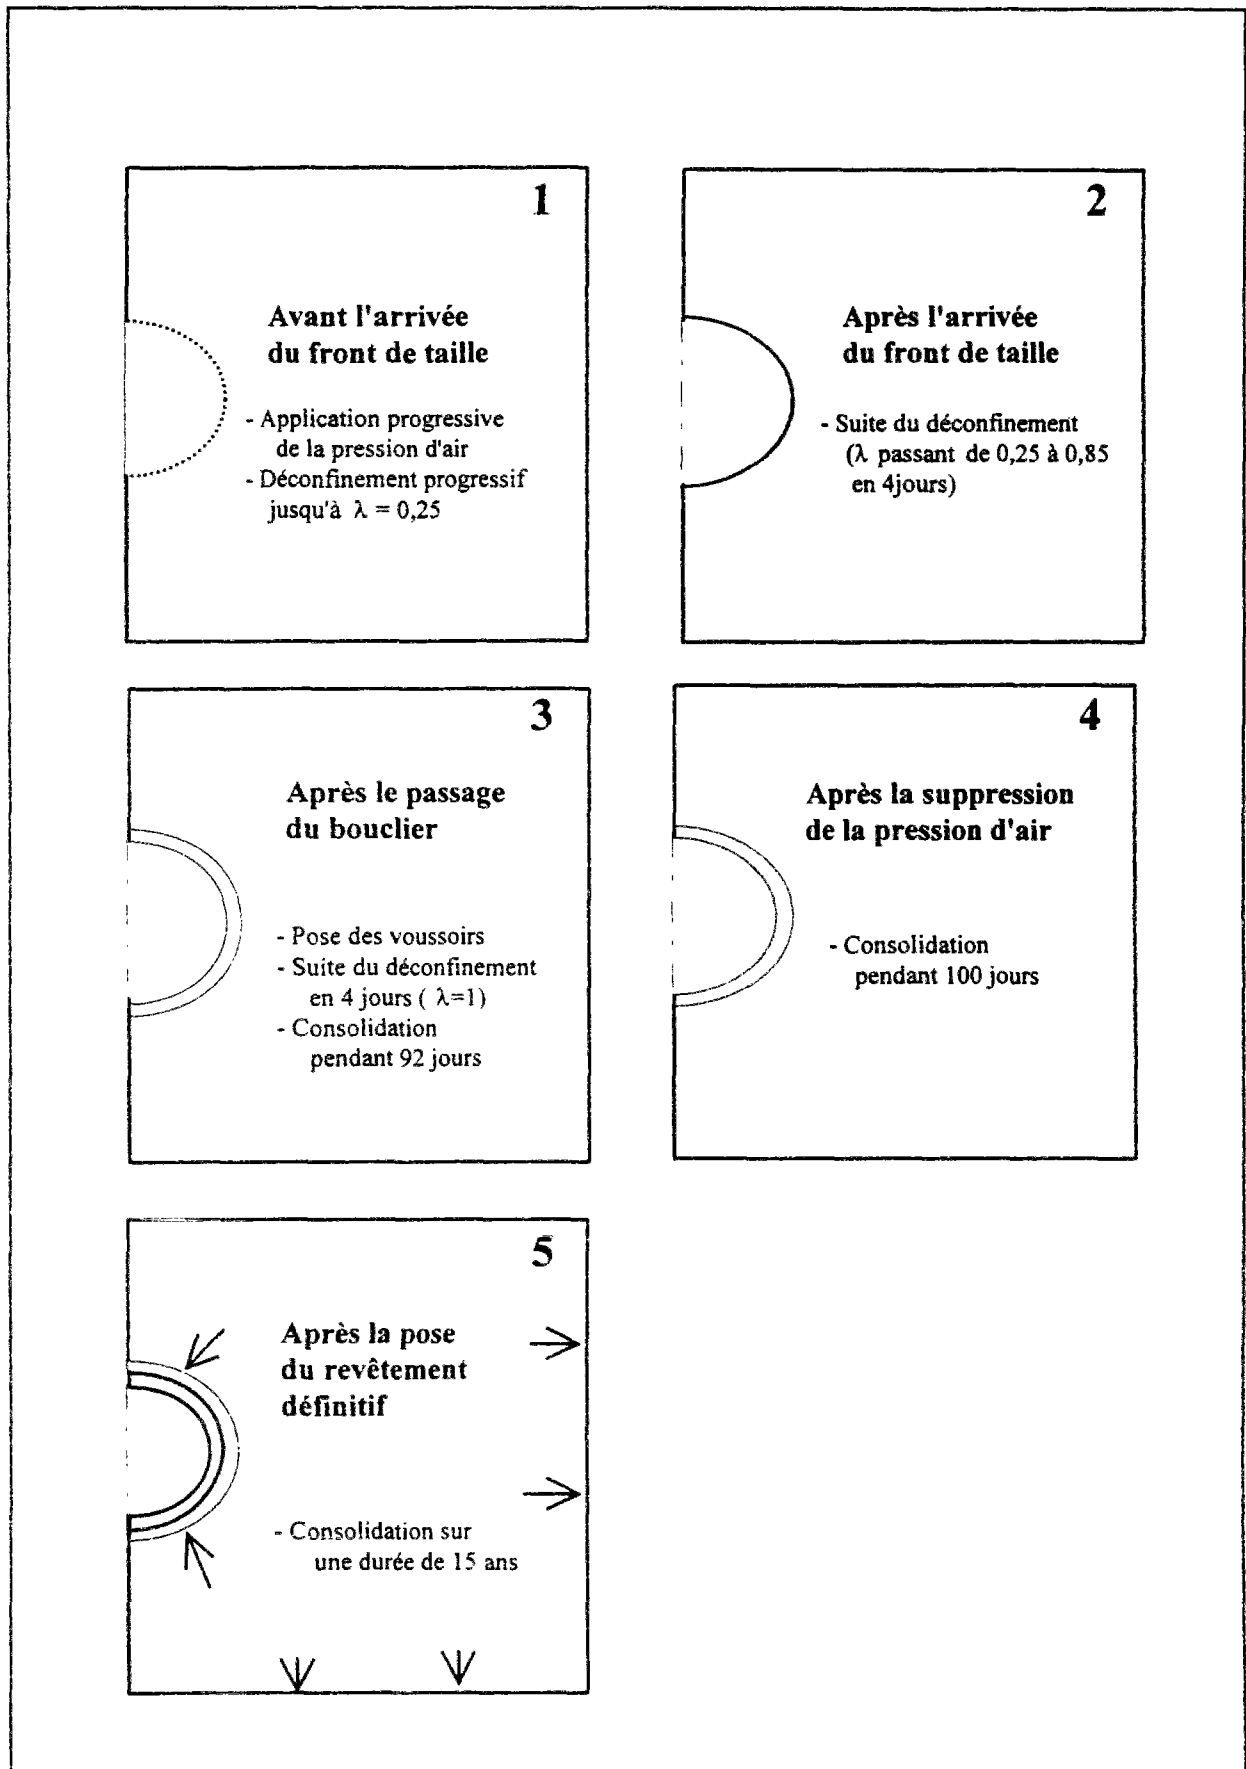 1
Avant l'arrivée
du front de taille
- Application progressive
de la pression d'air
- Déconfinement progressif
jusqu'à λ = 0,25
2
Après l'arrivée
du front de taille
- Suite du déconfinement
(λ passant de 0,25 à 0,85
en 4jours)
3
Après le passage
du bouclier
- Pose des voussoirs
- Suite du déconfinement
en 4 jours ( λ=1)
- Consolidation
pendant 92 jours
4
Après la suppression
de la pression d'air
- Consolidation
pendant 100 jours
5
Après la pose
du revêtement
définitif
- Consolidation sur
une durée de 15 ans